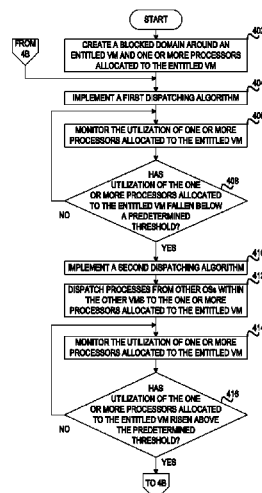 START
402
CREATE A BLOCKED DOMAIN AROUND
AN ENTITLED VM AND ONE OR MORE
PROCESSORS ALLOCATED TO THE
ENTITLED VM
FROM
4B
404
IMPLEMENT A FIRST DISPATCHING ALGORITHM
406
MONITOR THE UTILIZATION OF ONE OR MORE
PROCESSORS ALLOCATED TO THE ENTITLED VM
408
HAS
UTILIZATION OF THE ONE
OR MORE PROCESSORS ALLOCATED
TO THE ENTITLED VM FALLEN BELOW
A PREDETERMINED
THRESHOLD?
NO
YES
410
IMPLEMENT A SECOND DISPATCHING ALGORITHM
412
DISPATCH PROCESSES FROM OTHER OSs WITHIN
THE OTHER VMS TO THE ONE OR MORE
PROCESSORS ALLOCATED TO THE ENTITLED VM
414
MONITOR THE UTILIZATION OF ONE OR MORE
PROCESSORS ALLOCATED TO THE ENTITLED VM
416
HAS
UTILIZATION OF THE ONE
OR MORE PROCESSORS ALLOCATED
TO THE ENTITLED VM RISEN ABOVE
THE PREDETERMINED
THRESHOLD?
NO
YES
TO 4B